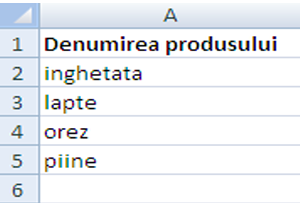 A
1 Denumirea produsului
2 inghetata
3 lapte
4 orez
5 piine
6